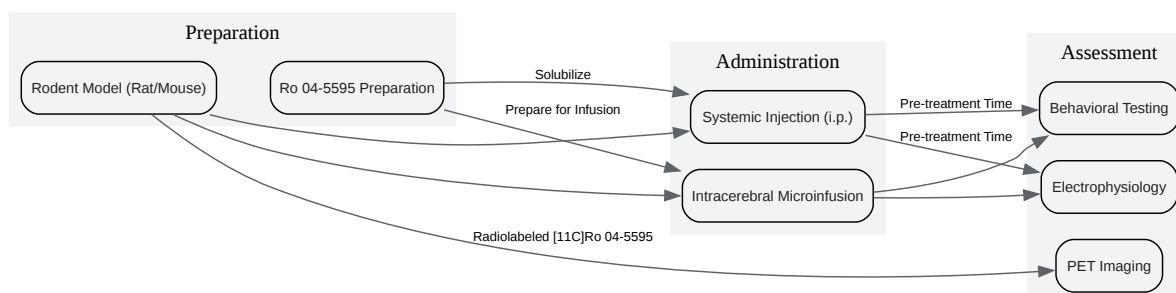 Preparation
Rodent Model (Rat/Mouse)
Ro 04-5595 Preparation
Solubilize
Prepare for Infusion
Administration
Systemic Injection (i.p.)
Intracerebral Microinfusion
Pre-treatment Time
Pre-treatment Time
Radiolabeled [11C]Ro 04-5595
Assessment
Behavioral Testing
Electrophysiology
PET Imaging